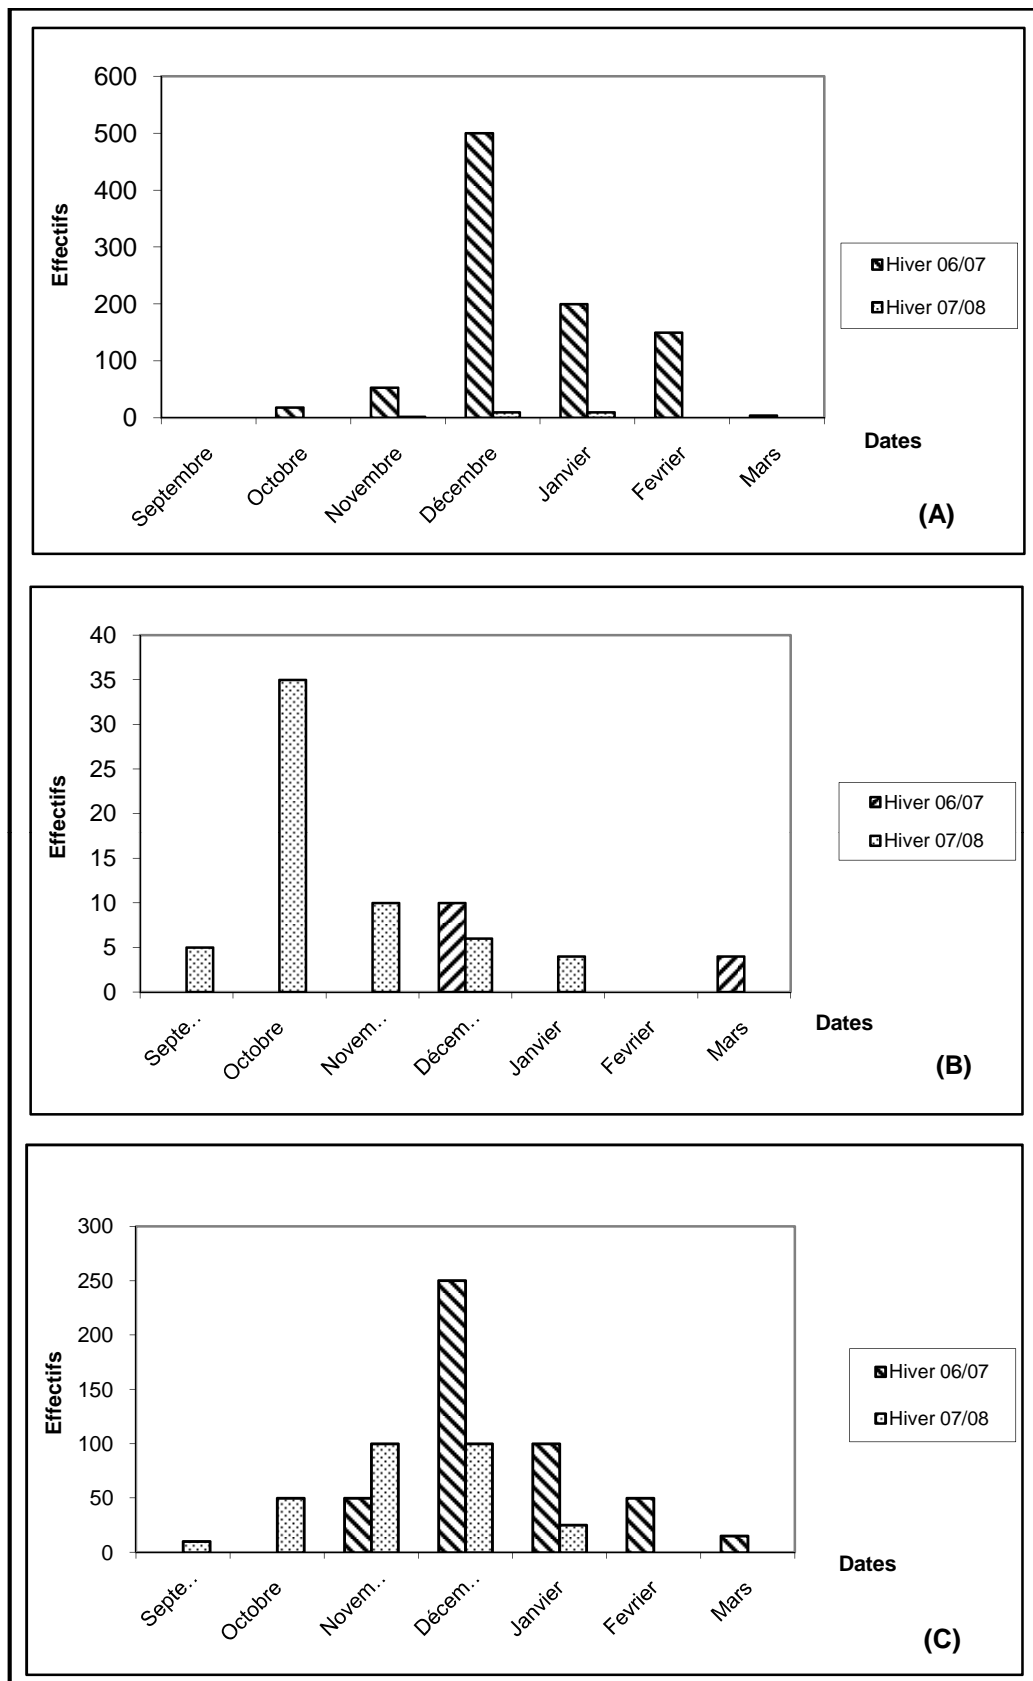 600
500
400
300
200
100
0
Effectifs
Septembre
Octobre
Novembre
Décembre
Janvier
Fevrier
Mars
Dates
Hiver 06/07
Hiver 07/08
(A)
40
35
30
25
20
15
10
5
0
Effectifs
Septe..
Octobre
Novem...
Décem...
Janvier
Fevrier
Mars
Dates
Hiver 06/07
Hiver 07/08
(B)
300
250
200
150
100
50
0
Effectifs
Septe..
Octobre
Novem...
Décem...
Janvier
Fevrier
Mars
Dates
Hiver 06/07
Hiver 07/08
(C)